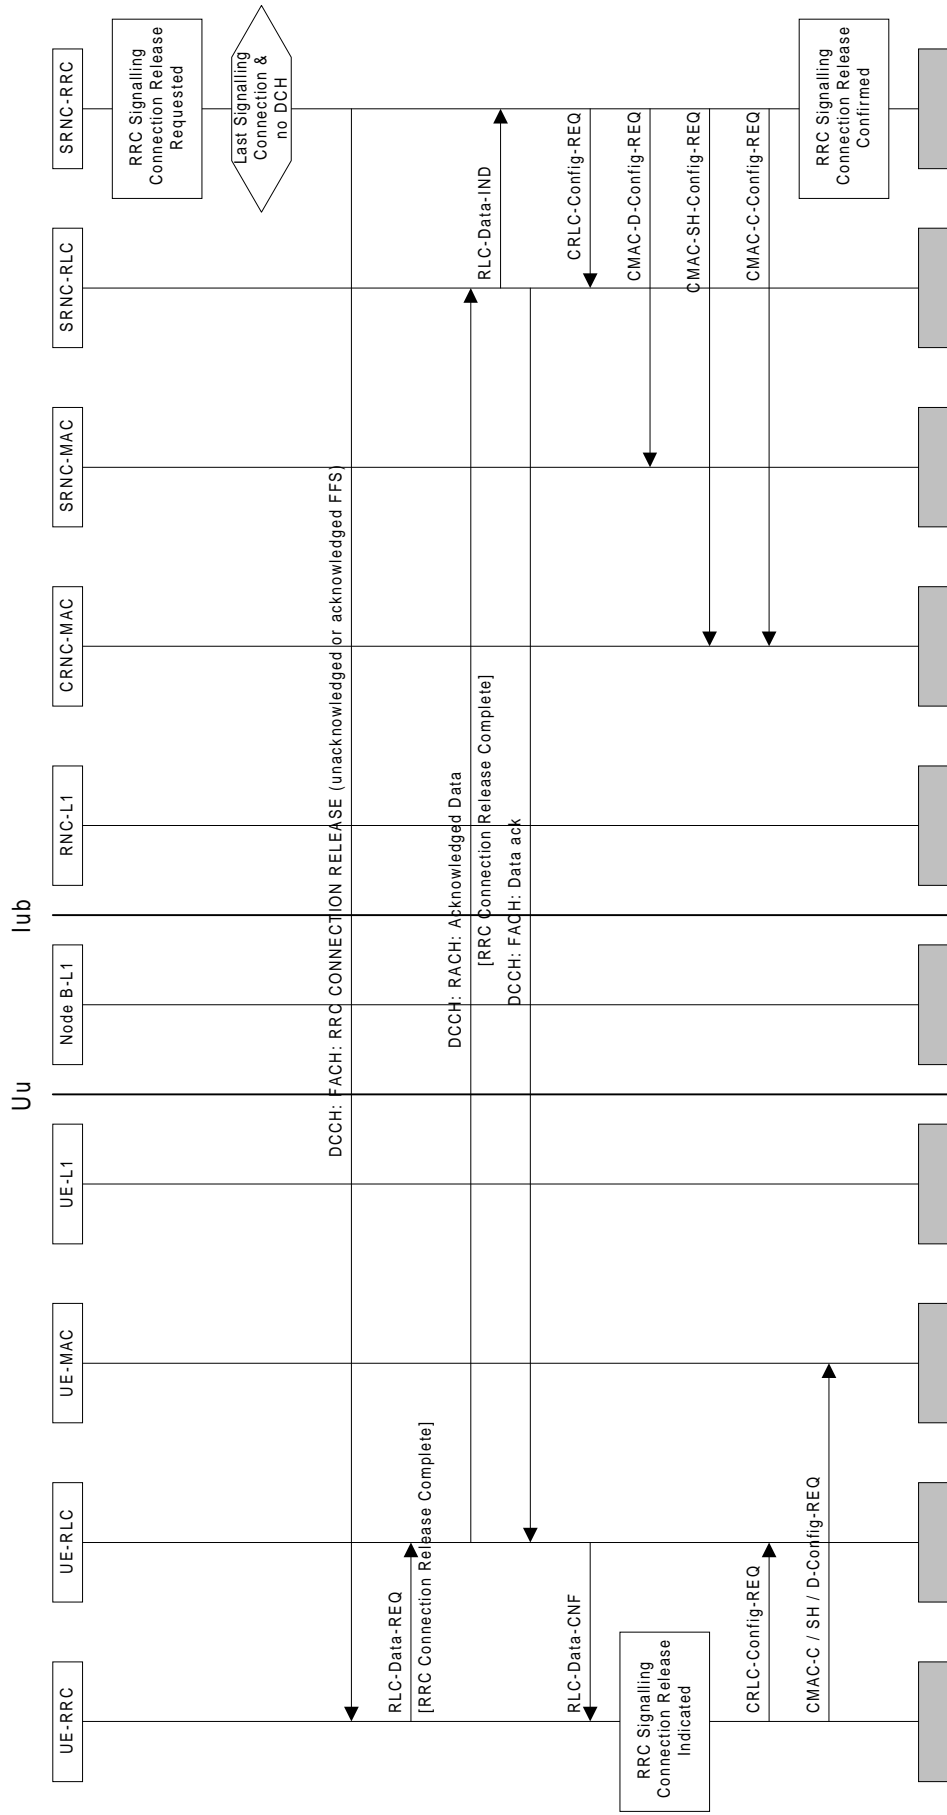 Uu
Iub
UE-RRC
UE-RLC
UE-MAC
UE-L1
Node B-L1
RNC-L1
CRNC-MAC
SRNC-MAC
SRNC-RLC
SRNC-RRC
RRC Signalling
Connection Release
Requested
Last Signalling
Connection &
no DCH
DCCH: FACH: RRC CONNECTION RELEASE (unacknowledged or acknowledged FFS)
RLC-Data-REQ
[RRC Connection Release Complete]
DCCH: RACH: Acknowledged Data
[RRC Connection Release Complete]
RLC-Data-IND
DCCH: FACH: Data ack
RLC-Data-CNF
CRLC-Config-REQ
RRC Signalling
Connection Release
Indicated
CMAC-D-Config-REQ
CMAC-SH-Config-REQ
CRLC-Config-REQ
CMAC-C-Config-REQ
CMAC-C / SH / D-Config-REQ
RRC Signalling
Connection Release
Confirmed